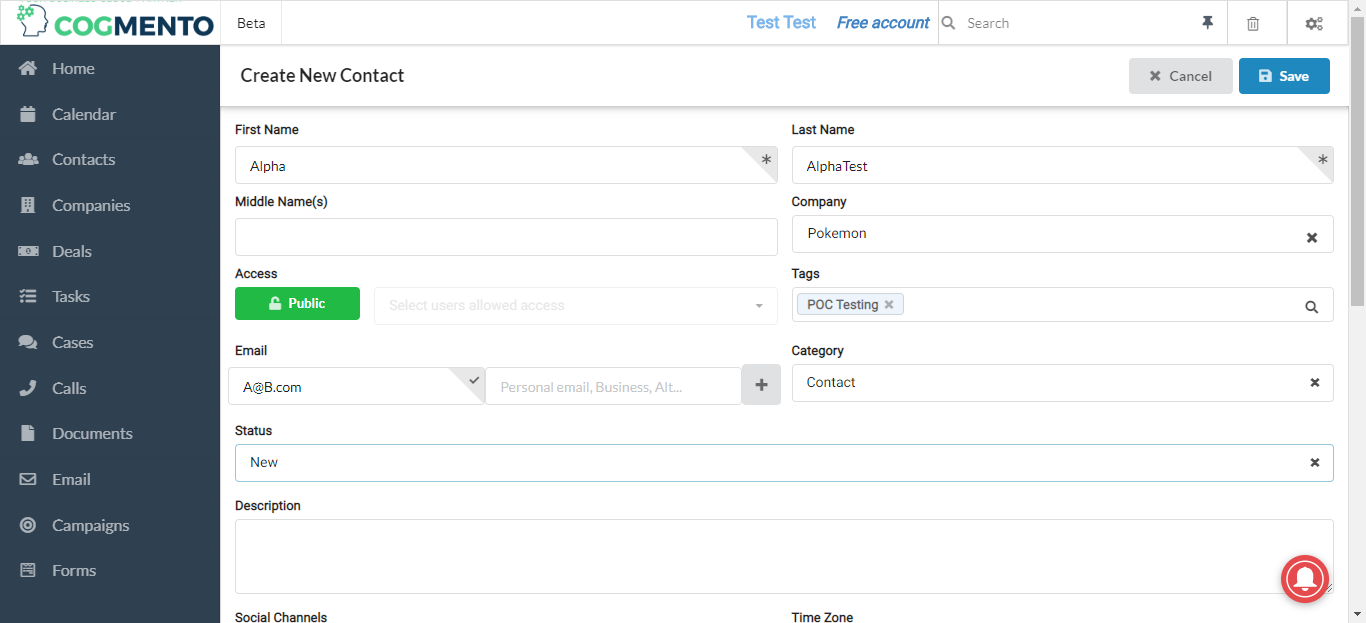 COGMENTO
Beta
Test Test
Free account
Search
Home
Calendar
Contacts
Companies
Deals
Tasks
Cases
Calls
Documents
Email
Campaigns
Forms
Create New Contact
Cancel
Save
First Name
Last Name
Alpha
AlphaTest
Middle Name(s)
Company
Pokemon
Access
Tags
Public
Select users allowed access
POC Testing
Email
Category
A@B.com
Personal email, Business, Alt...
Contact
Status
New
Description
Social Channels
Time Zone